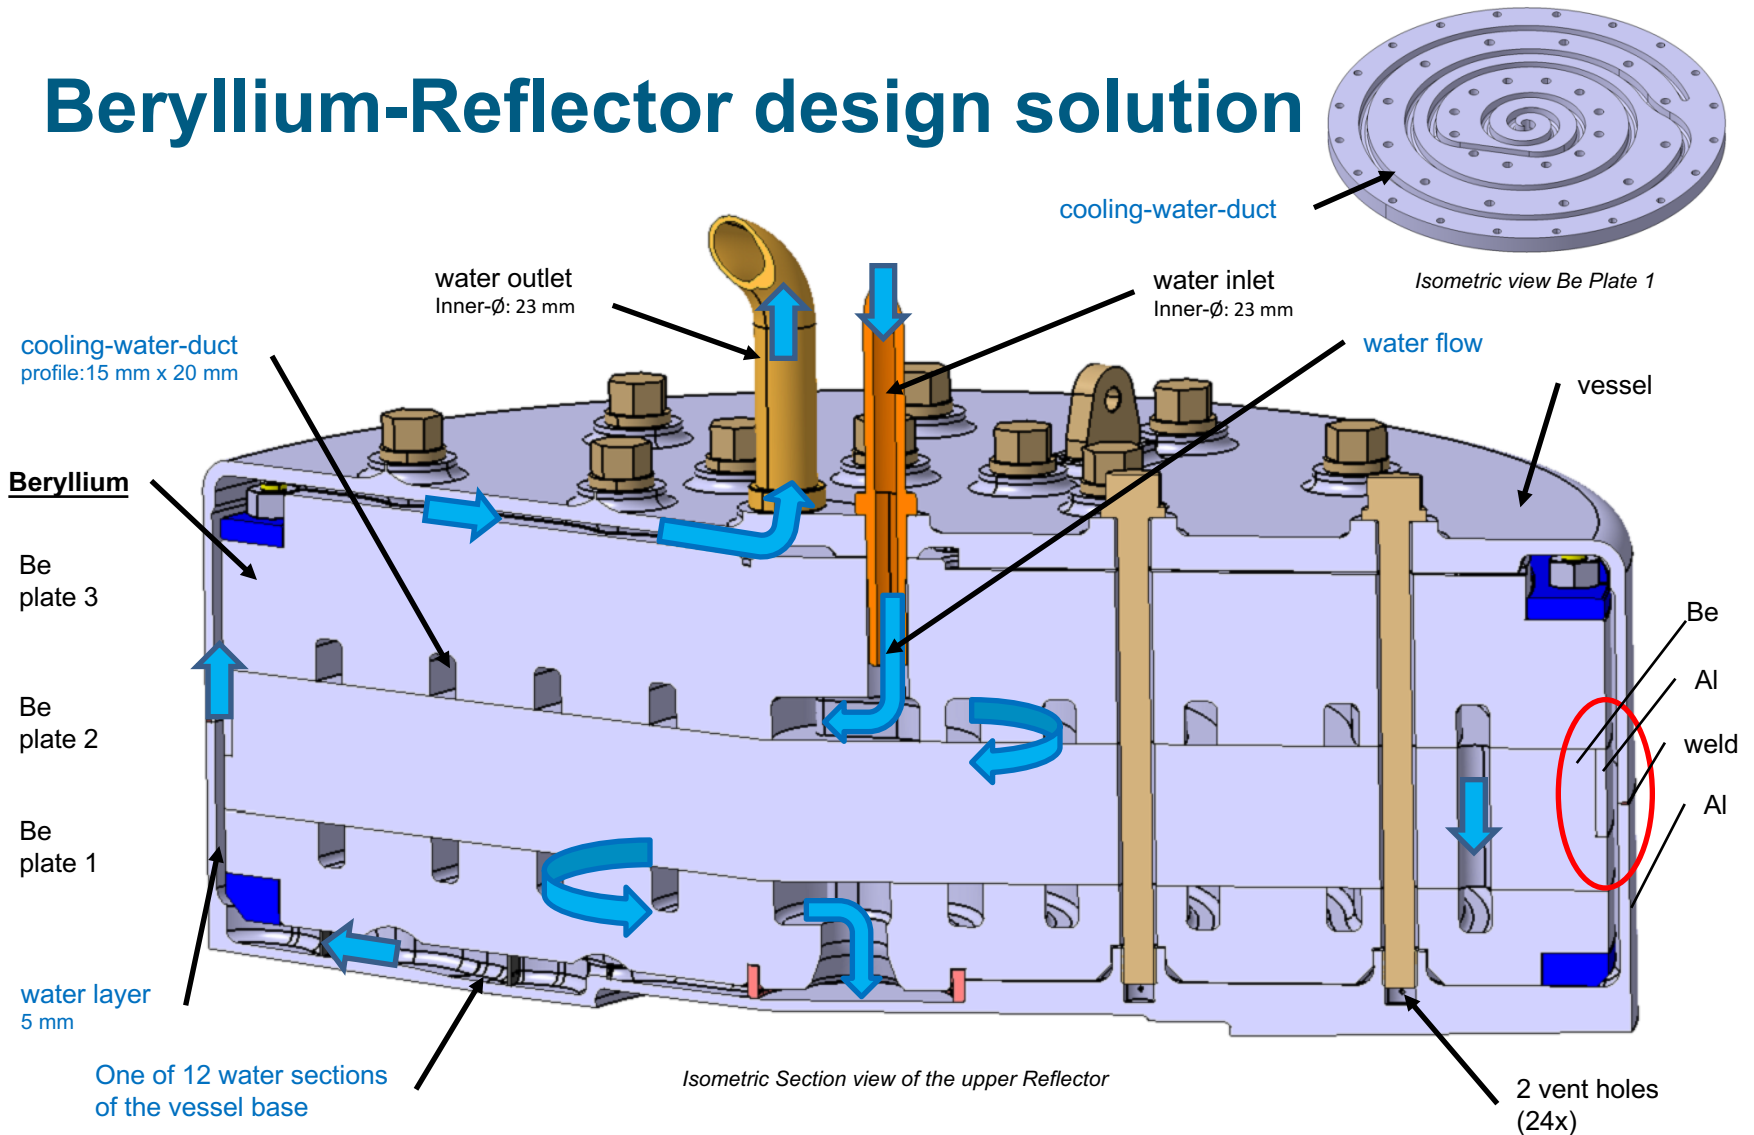 Beryllium-Reflector design solution
cooling-water-duct
Isometric view Be Plate 1
water outlet
Inner-Ø: 23 mm
water inlet
Inner-Ø: 23 mm
cooling-water-duct
profile:15 mm x 20 mm
water flow
vessel
Beryllium
Be
plate 3
Be
plate 2
Be
plate 1
Be
Al
weld
Al
water layer
5 mm
One of 12 water sections
of the vessel base
Isometric Section view of the upper Reflector
2 vent holes
(24x)